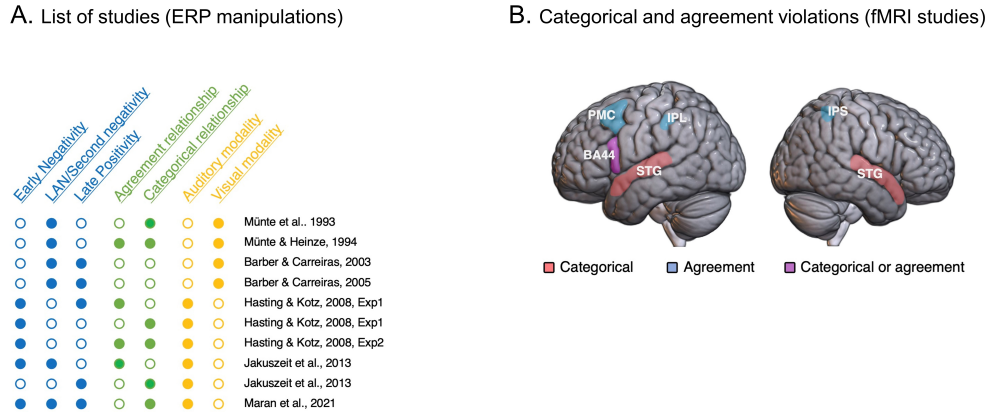 A. List of studies (ERP manipulations)
Early Negativity
LAN/Second negativity
Late Positivity
Agreement relationship
Categorical relationship
Auditory modality
Visual modality
Münte et al.. 1993
Münte & Heinze, 1994
Barber & Carreiras, 2003
Barber & Carreiras, 2005
Hasting & Kotz, 2008, Exp1
Hasting & Kotz, 2008, Exp1
Hasting & Kotz, 2008, Exp2
Jakuszeit et al., 2013
Jakuszeit et al., 2013
Maran et al., 2021
B. Categorical and agreement violations (fMRI studies)
PMC
IPL
BA44
STG
IPS
STG
Categorical
Agreement
Categorical or agreement